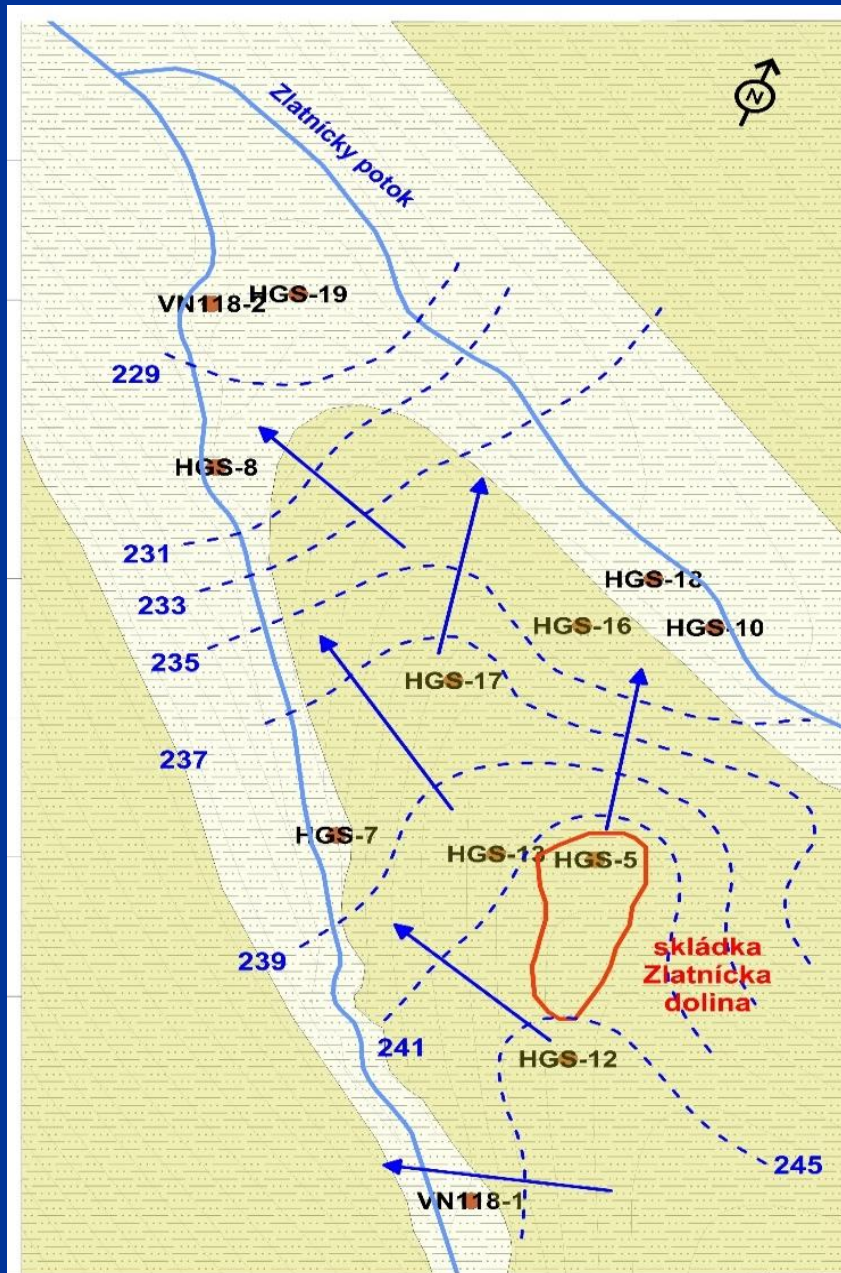 N
Zlatnícky potok
HGS-19
VN118-2
229
HGS-8
231
233
HGS-18
HGS-16
HGS-10
235
HGS-17
237
HGS-7
HGS-13
HGS-5
239
skládka
Zlatnícka
dolina
241
HGS-12
245
VN118-1